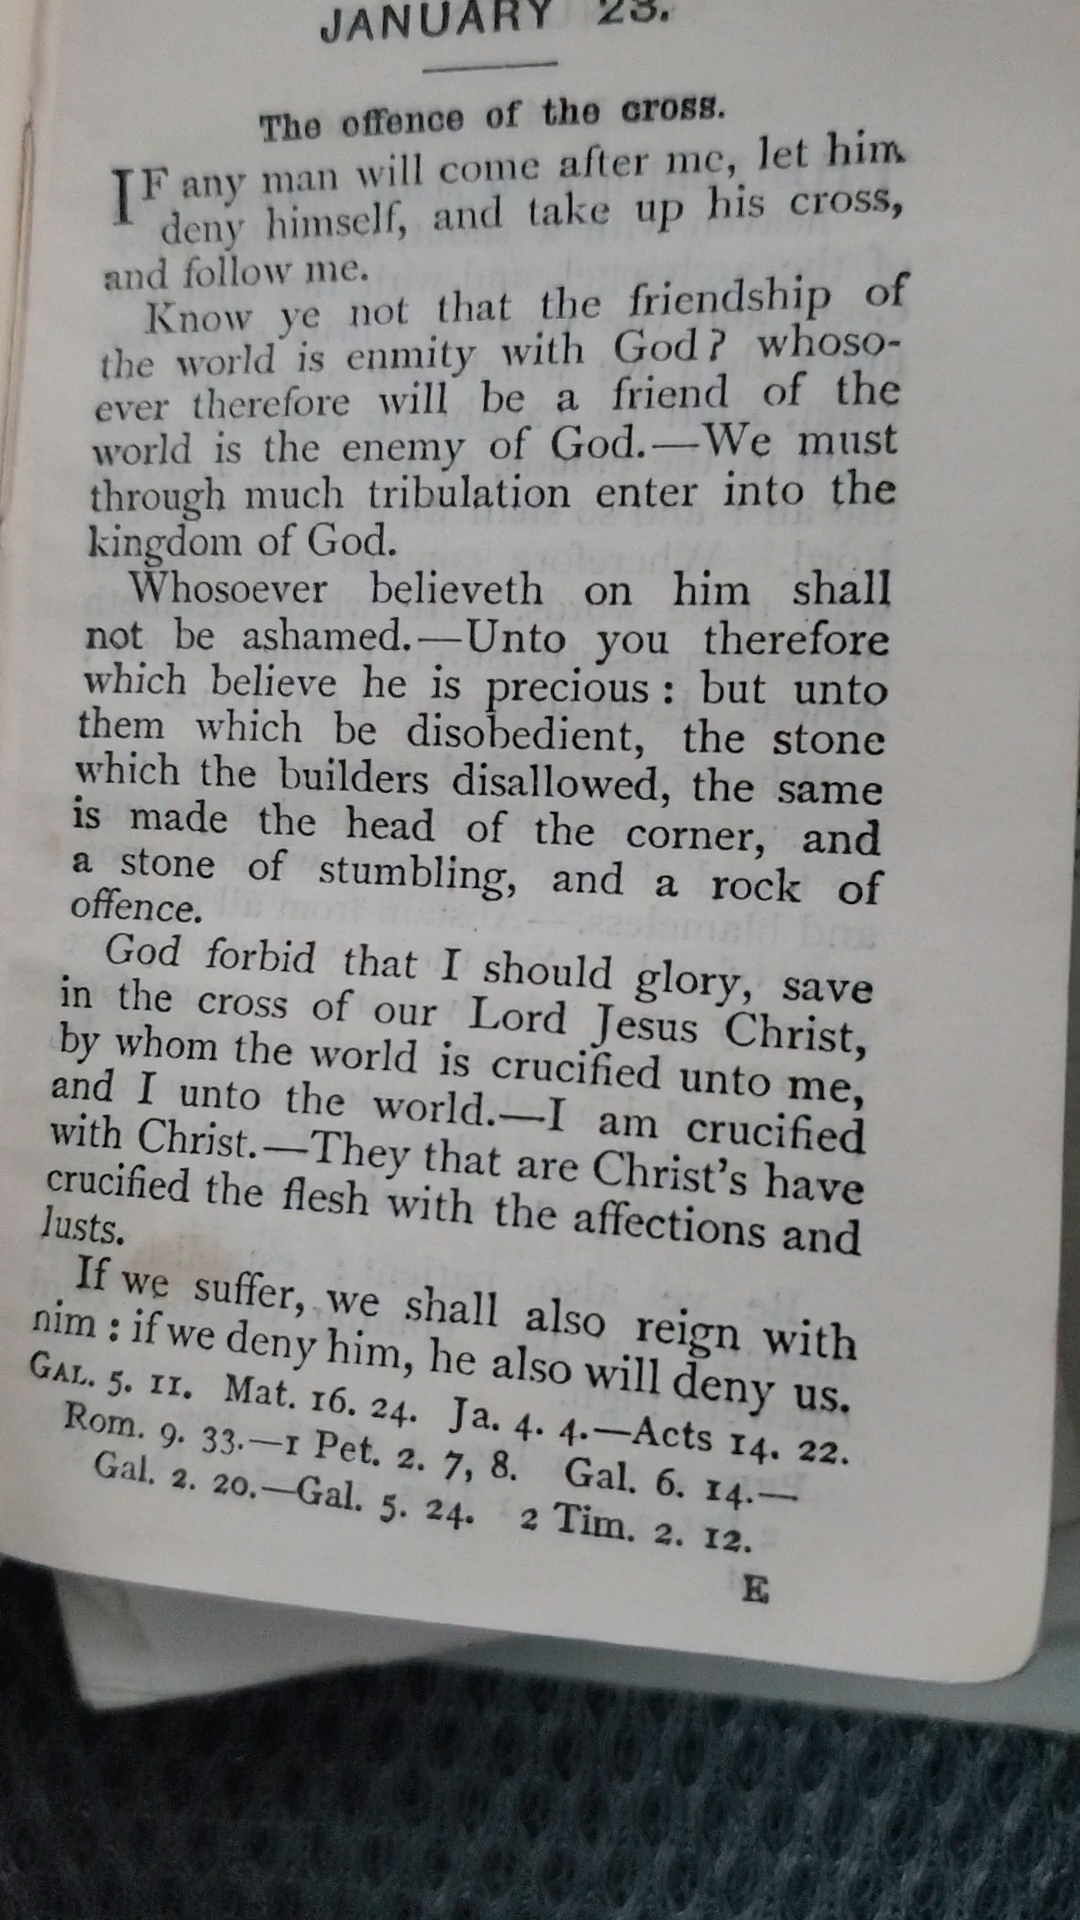 JANUARY 23.
The offence of the cross.
IF any man will come after me, let him
deny himself, and take up his cross,
and follow me.
Know ye not that the friendship of
the world is enmity with God? whoso-
ever therefore will be a friend of the
world is the enemy of God.—We must
through much tribulation enter into the
kingdom of God.
Whosoever believeth on him shall
not be ashamed.—Unto you therefore
which believe he is precious: but unto
them which be disobedient, the stone
which the builders disallowed, the same
is made the head of the corner, and
a stone of stumbling, and a rock of
offence.
God forbid that I should glory, save
in the cross of our Lord Jesus Christ,
by whom the world is crucified unto me,
and I unto the world.—I am crucified
with Christ.—They that are Christ's have
crucified the flesh with the affections and
lusts.
If we suffer, we shall also reign with
him: if we deny him, he also will deny us.
GAL. 5. 11. Mat. 16. 24. Ja. 4. 4.—Acts 14. 22.
Rom. 9. 33.—1 Pet. 2. 7, 8. Gal. 6. 14.—
Gal. 2. 20.—Gal. 5. 24. 2 Tim. 2. 12.
E